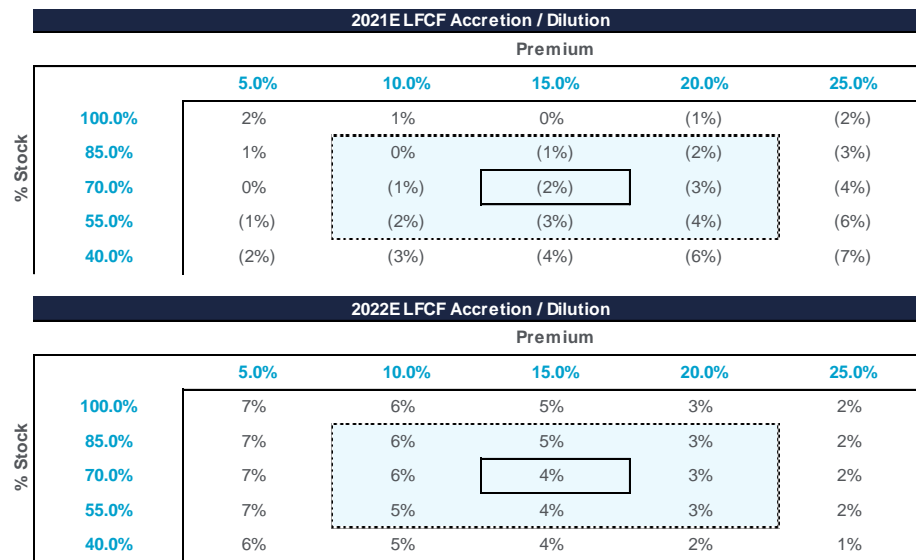 2021E LFCF Accretion / Dilution
Premium
5.0% 10.0% 15.0% 20.0% 25.0%
% Stock
100.0% 2% 1% 0% (1%) (2%)
85.0% 1% 0% (1%) (2%) (3%)
70.0% 0% (1%) (2%) (3%) (4%)
55.0% (1%) (2%) (3%) (4%) (6%)
40.0% (2%) (3%) (4%) (6%) (7%)
2022E LFCF Accretion / Dilution
Premium
5.0% 10.0% 15.0% 20.0% 25.0%
% Stock
100.0% 7% 6% 5% 3% 2%
85.0% 7% 6% 5% 3% 2%
70.0% 7% 6% 4% 3% 2%
55.0% 7% 5% 4% 3% 2%
40.0% 6% 5% 4% 2% 1%